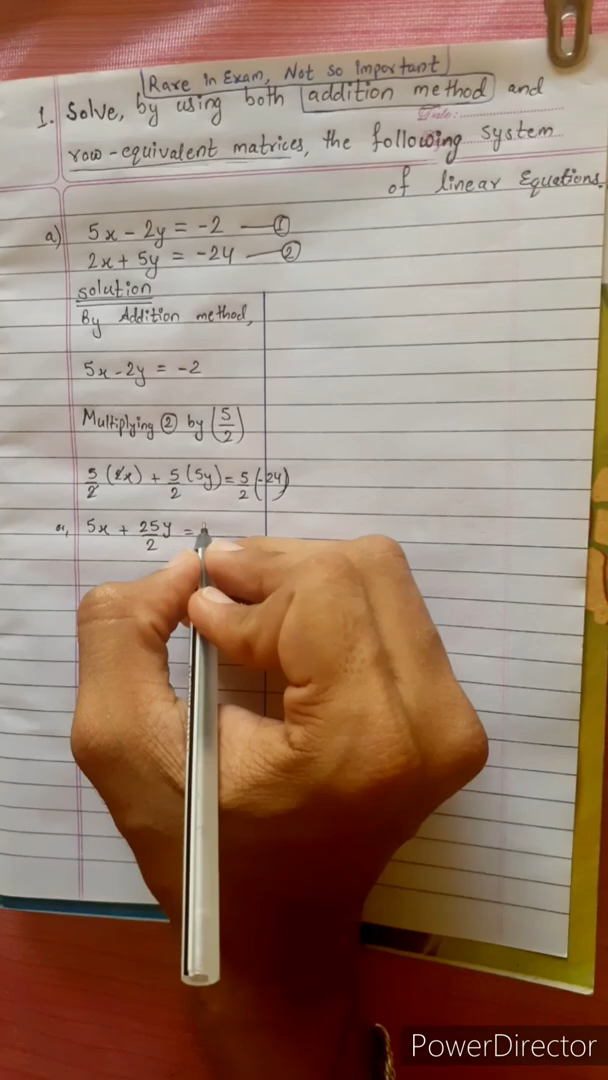 Rare in Exam, Not so Important
1. Solve, by using both addition method and
Date:
row-equivalent matrices, the following system
of linear Equations.
a) 5x - 2y = -2 — ①
2x + 5y = -24 — ②
solution
By Addition method,
5x - 2y = -2
Multiplying ② by (5/2)
5/2 (2x) + 5/2 (5y) = 5/2 (-24)
or, 5x + 25y/2 =
PowerDirector